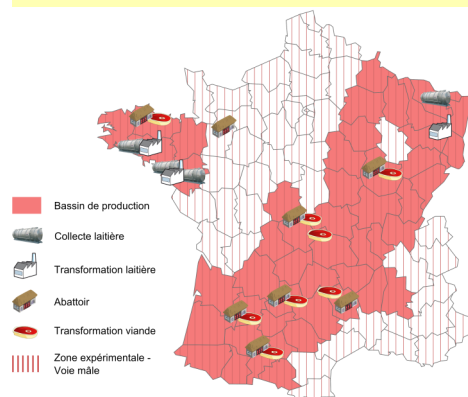 Bassin de production
Collecte laitière
Transformation laitière
Abattoir
Transformation viande
Zone expérimentale -
Voie mâle